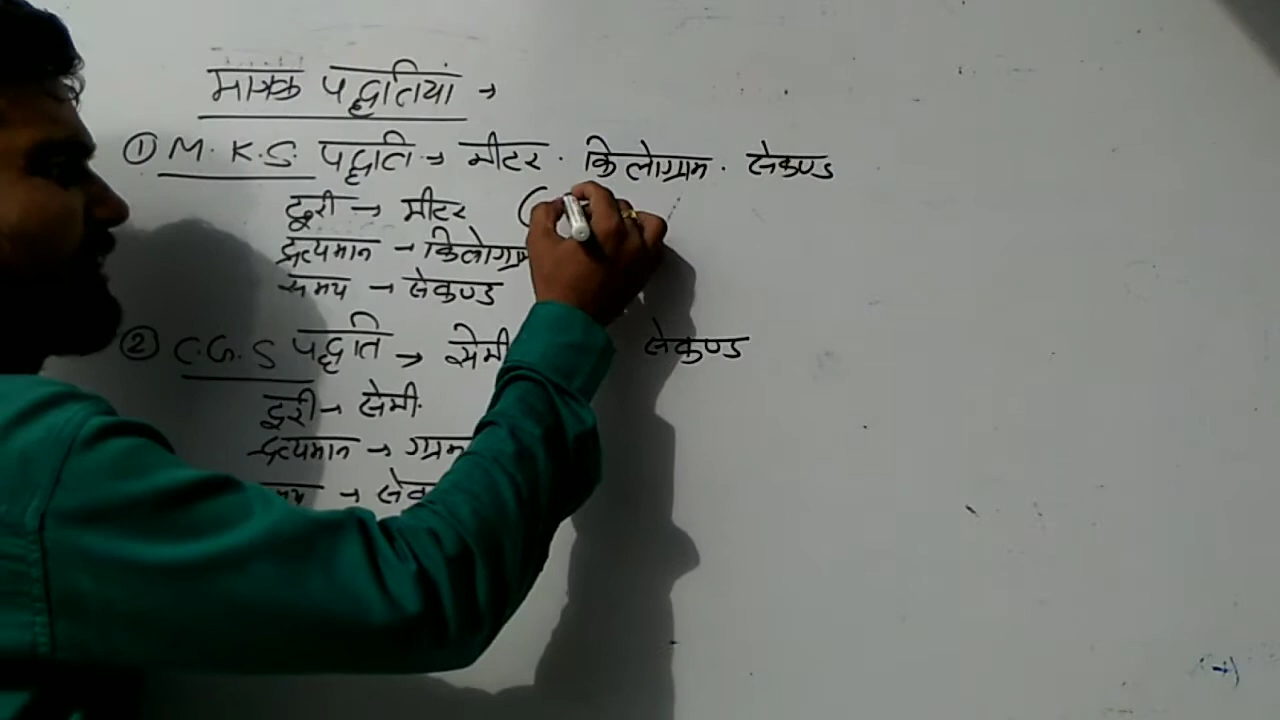 मात्रक पद्धतियां →
① M. K. S. पद्धति → मीटर . किलोग्राम . सेकण्ड
दूरी → मीटर (
द्रव्यमान → किलोग्रा
समय → सेकण्ड
② C. G. S पद्धति → सेमी सेकण्ड
दूरी → सेमी.
द्रव्यमान → ग्राम
→
(→)